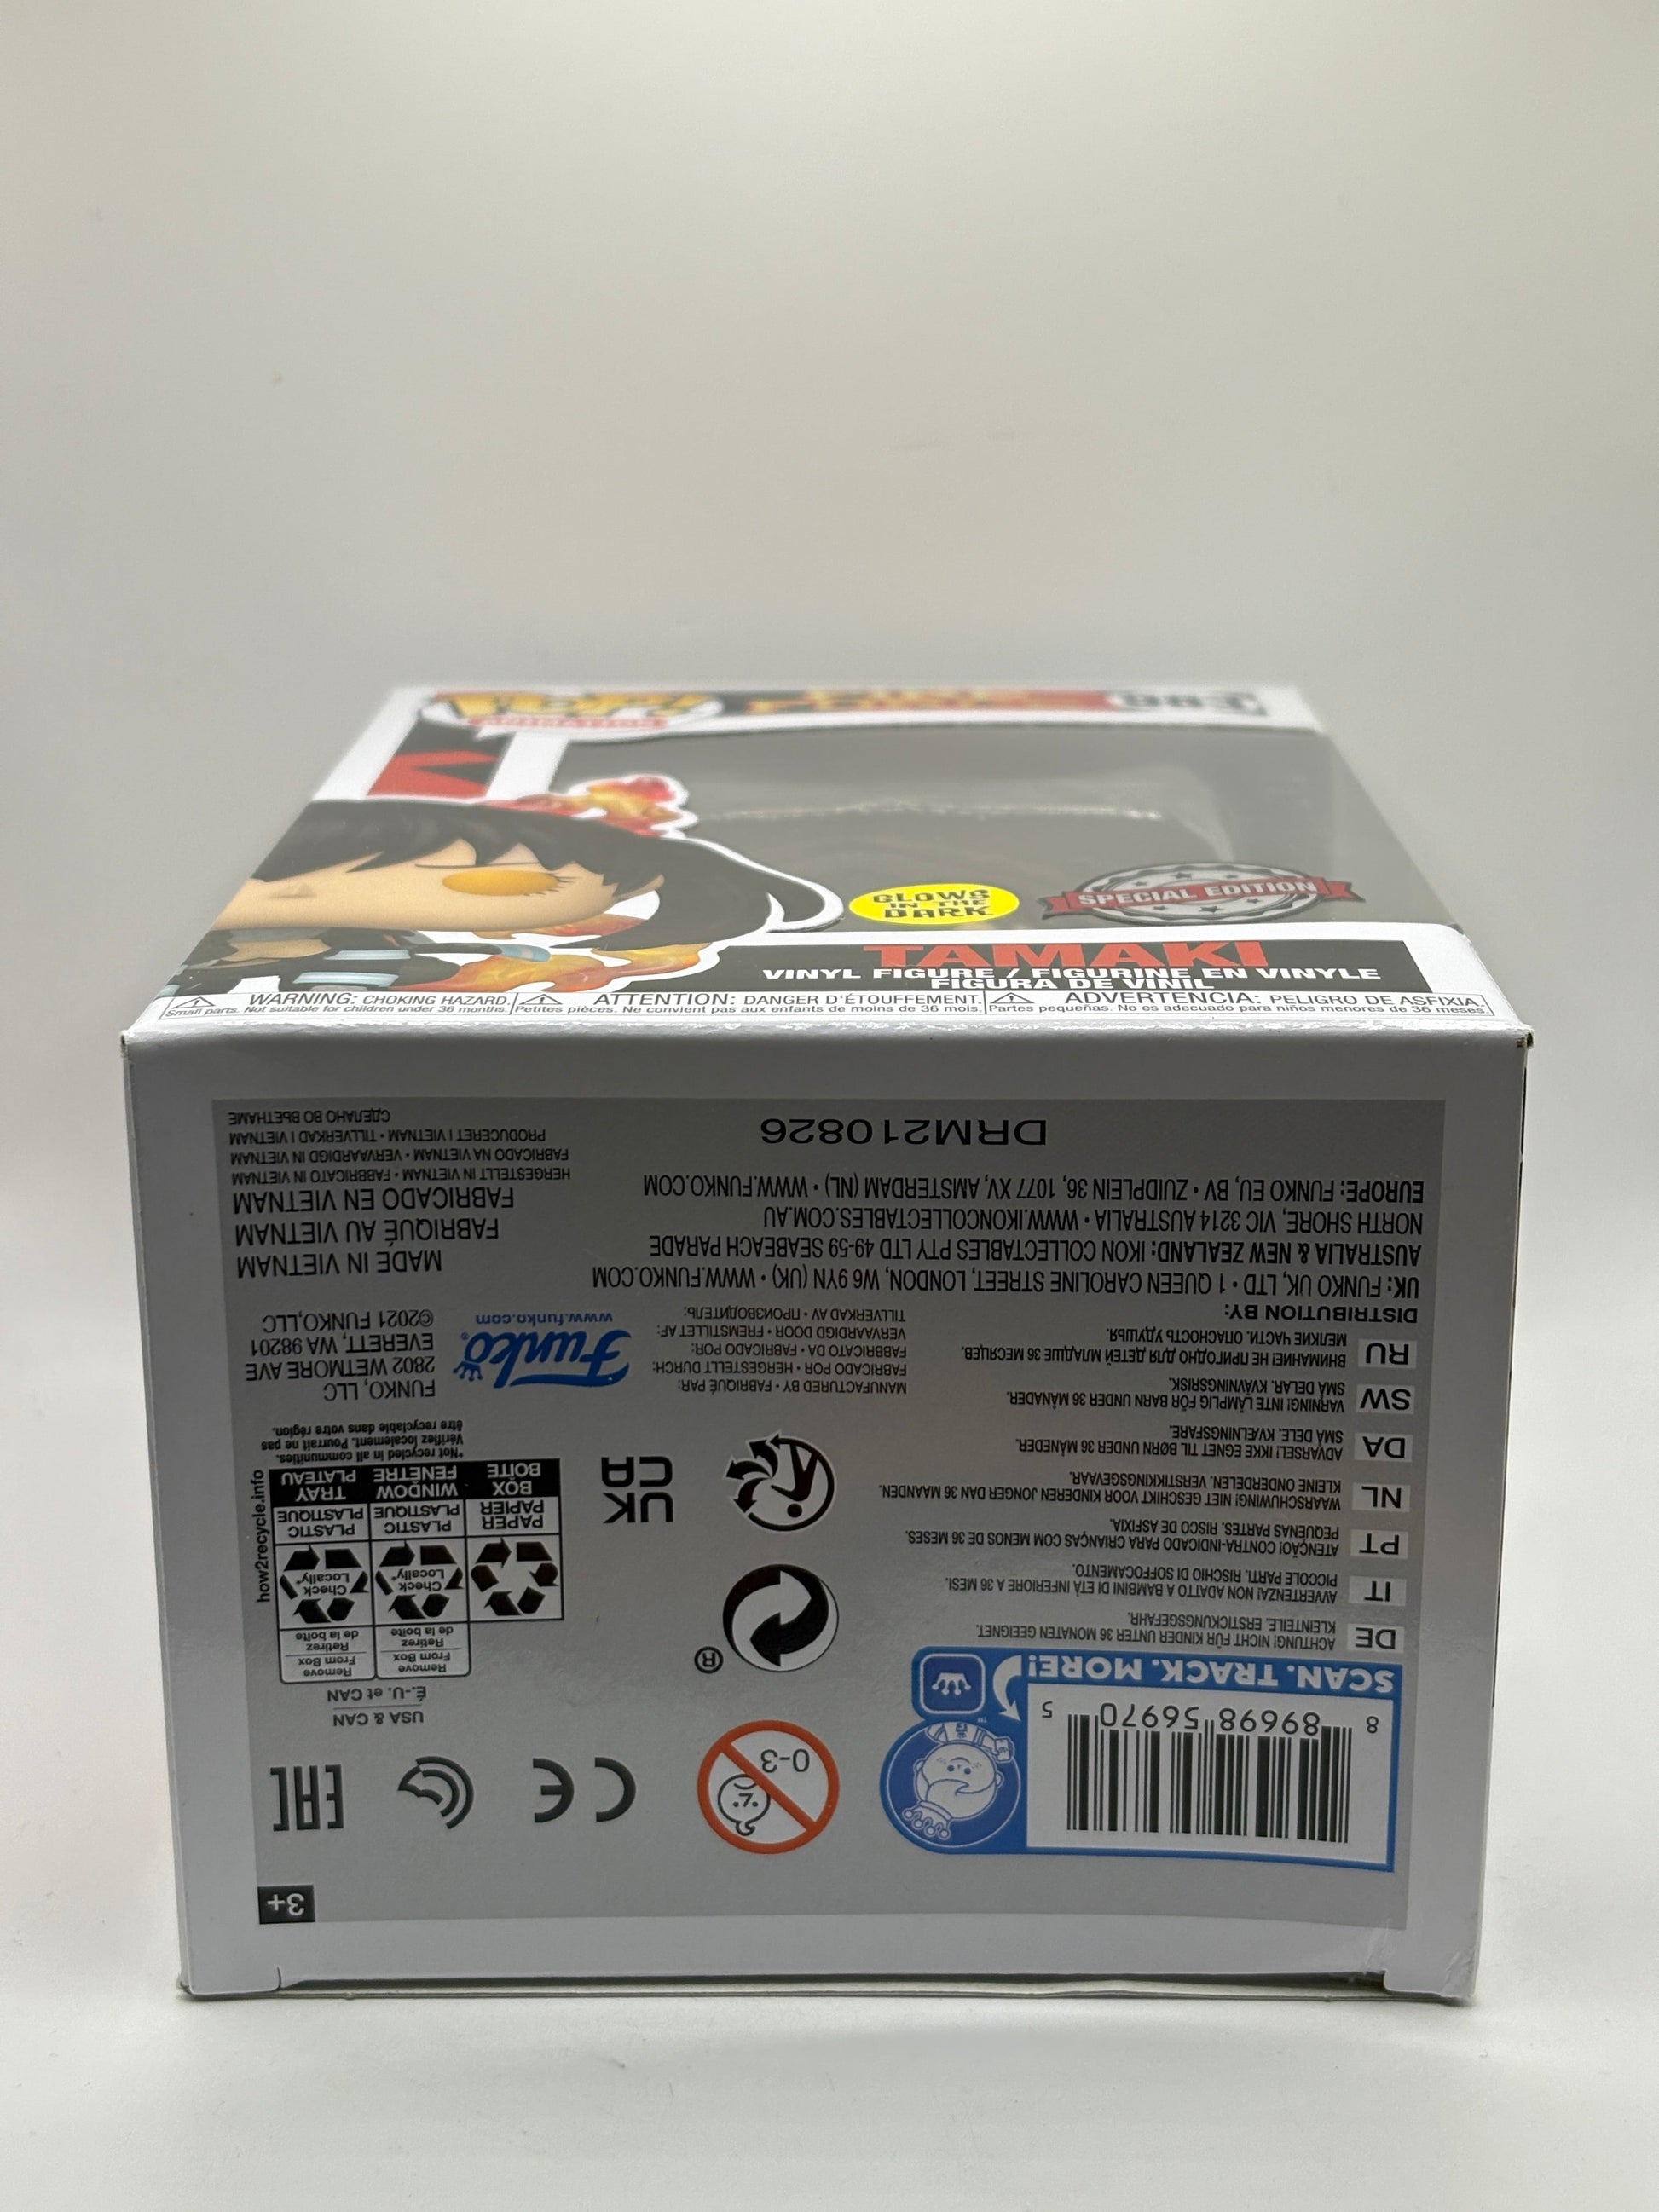 POP!
ANIMATION
FIRE
FORCE
GLOWS
IN THE
DARK
SPECIAL EDITION
TAMAKI
VINYL FIGURE / FIGURINE EN VINYLE
FIGURA DE VINIL
WARNING: CHOKING HAZARD.
Small parts. Not suitable for children under 36 months.
ATTENTION: DANGER D'ÉTOUFFEMENT.
Petites pièces. Ne convient pas aux enfants de moins de 36 mois.
ADVERTENCIA: PELIGRO DE ASFIXIA.
Partes pequeñas. No es adecuado para niños menores de 36 meses.
3+
8 89698 56970 5
SCAN. TRACK. MORE!
TM
0-3
CE
EAC
DE ACHTUNG! NICHT FÜR KINDER UNTER 36 MONATEN GEEIGNET.
KLEINTEILE. ERSTICKUNGSGEFAHR.
IT AVVERTENZA! NON ADATTO A BAMBINI DI ETÀ INFERIORE A 36 MESI.
PICCOLE PARTI. RISCHIO DI SOFFOCAMENTO.
PT ATENÇÃO! CONTRA-INDICADO PARA CRIANÇAS COM MENOS DE 36 MESES.
PEQUENAS PARTES. RISCO DE ASFIXIA.
NL WAARSCHUWING! NIET GESCHIKT VOOR KINDEREN JONGER DAN 36 MAANDEN.
KLEINE ONDERDELEN. VERSTIKKINGSGEVAAR.
DA ADVARSEL! IKKE EGNET TIL BØRN UNDER 36 MÅNEDER.
SMÅ DELE. KVÆLNINGSFARE.
SW VARNING! INTE LÄMPLIG FÖR BARN UNDER 36 MÅNADER.
SMÅ DELAR. KVÄVNINGSRISK.
RU ВНИМАНИЕ! НЕ ПРИГОДНО ДЛЯ ДЕТЕЙ МЛАДШЕ 36 МЕСЯЦЕВ.
МЕЛКИЕ ЧАСТИ. ОПАСНОСТЬ УДУШЬЯ.
®
UK
CA
USA & CAN
É.-U. et CAN
Remove
From Box
Retirez
de la boîte
Remove
From Box
Retirez
de la boîte
Check
Locally*
Check
Locally*
PAPER
PAPIER
PLASTIC
PLASTIQUE
PLASTIC
PLASTIQUE
BOX
BOÎTE
WINDOW
FENÊTRE
TRAY
PLATEAU
how2recycle.info
*Not recycled in all communities.
Vérifiez localement. Pourrait ne pas
être recyclable dans votre région.
MANUFACTURED BY • FABRIQUÉ PAR:
FABRICADO POR • HERGESTELLT DURCH:
FABBRICATO DA • FABRICADO POR:
VERVAARDIGD DOOR • FREMSTILLET AF:
TILLVERKAD AV • ПРОИЗВОДИТЕЛЬ:
Funko®
www.funko.com
FUNKO, LLC
2802 WETMORE AVE
EVERETT, WA 98201
©2021 FUNKO,LLC
DISTRIBUTION BY:
UK: FUNKO UK, LTD • 1 QUEEN CAROLINE STREET, LONDON, W6 9YN (UK) • WWW.FUNKO.COM
AUSTRALIA & NEW ZEALAND: IKON COLLECTABLES PTY LTD 49-59 SEABEACH PARADE
NORTH SHORE, VIC 3214 AUSTRALIA • WWW.IKONCOLLECTABLES.COM.AU
EUROPE: FUNKO EU, BV • ZUIDPLEIN 36, 1077 XV, AMSTERDAM (NL) • WWW.FUNKO.COM
MADE IN VIETNAM
FABRIQUÉ AU VIETNAM
FABRICADO EN VIETNAM
HERGESTELLT IN VIETNAM • FABBRICATO IN VIETNAM
FABRICADO NA VIETNAM • VERVAARDIGD IN VIETNAM
PRODUCERET I VIETNAM • TILLVERKAD I VIETNAM
СДЕЛАНО ВО ВЬЕТНАМЕ
DRM210826